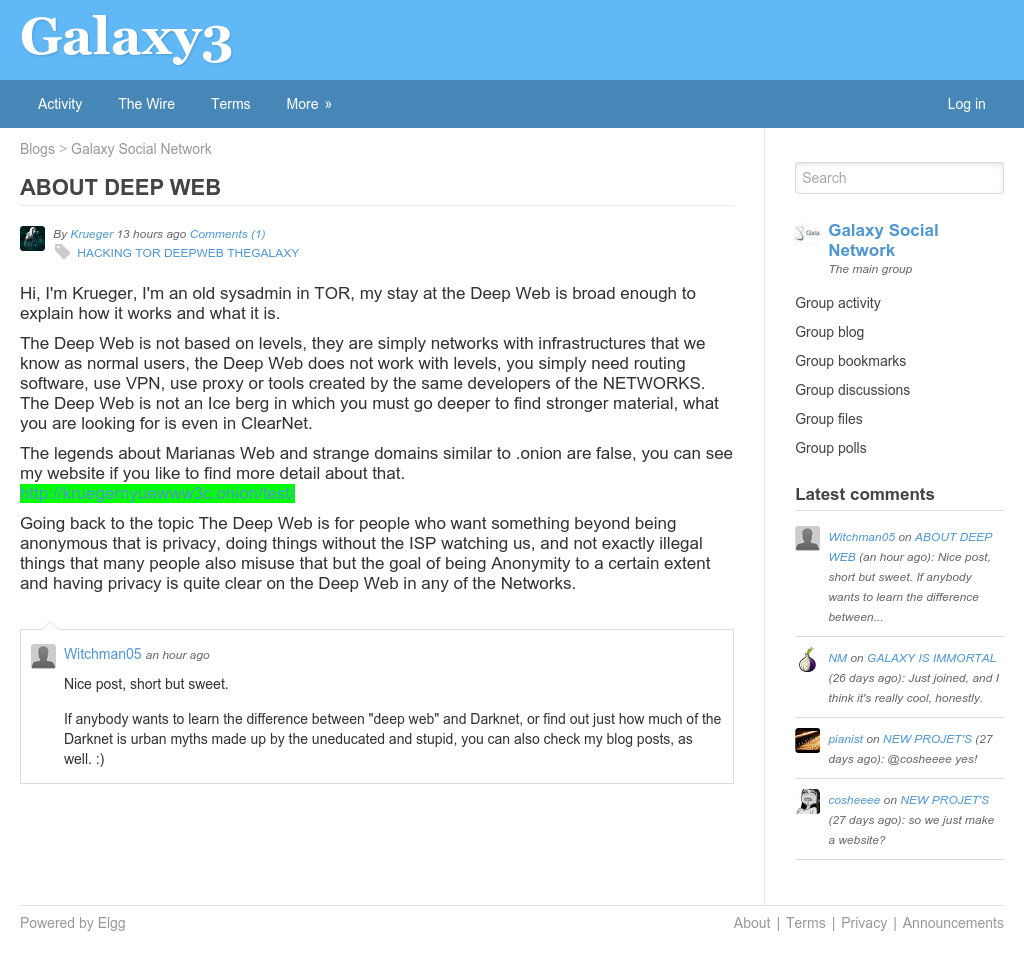 Galaxy3
Activity
The Wire
Terms
More »
Log in
Blogs > Galaxy Social Network
ABOUT DEEP WEB
By Krueger 13 hours ago Comments (1)
HACKING TOR DEEPWEB THEGALAXY
Hi, I'm Krueger, I'm an old sysadmin in TOR, my stay at the Deep Web is broad enough to
explain how it works and what it is.
The Deep Web is not based on levels, they are simply networks with infrastructures that we
know as normal users, the Deep Web does not work with levels, you simply need routing
software, use VPN, use proxy or tools created by the same developers of the NETWORKS.
The Deep Web is not an Ice berg in which you must go deeper to find stronger material, what
you are looking for is even in ClearNet.
The legends about Marianas Web and strange domains similar to .onion are false, you can see
my website if you like to find more detail about that.
Going back to the topic The Deep Web is for people who want something beyond being
anonymous that is privacy, doing things without the ISP watching us, and not exactly illegal
things that many people also misuse that but the goal of being Anonymity to a certain extent
and having privacy is quite clear on the Deep Web in any of the Networks.
Witchman05 an hour ago
Nice post, short but sweet.
If anybody wants to learn the difference between "deep web" and Darknet, or find out just how much of the
Darknet is urban myths made up by the uneducated and stupid, you can also check my blog posts, as
well. :)
Search
Galaxy Social
Network
The main group
Group activity
Group blog
Group bookmarks
Group discussions
Group files
Group polls
Latest comments
Witchman05 on ABOUT DEEP
WEB (an hour ago): Nice post,
short but sweet. If anybody
wants to learn the difference
between...
NM on GALAXY IS IMMORTAL
(26 days ago): Just joined, and I
think it's really cool, honestly.
pianist on NEW PROJET'S (27
days ago): @cosheeee yes!
cosheeee on NEW PROJET'S
(27 days ago): so we just make
a website?
Powered by Elgg
About | Terms | Privacy | Announcements